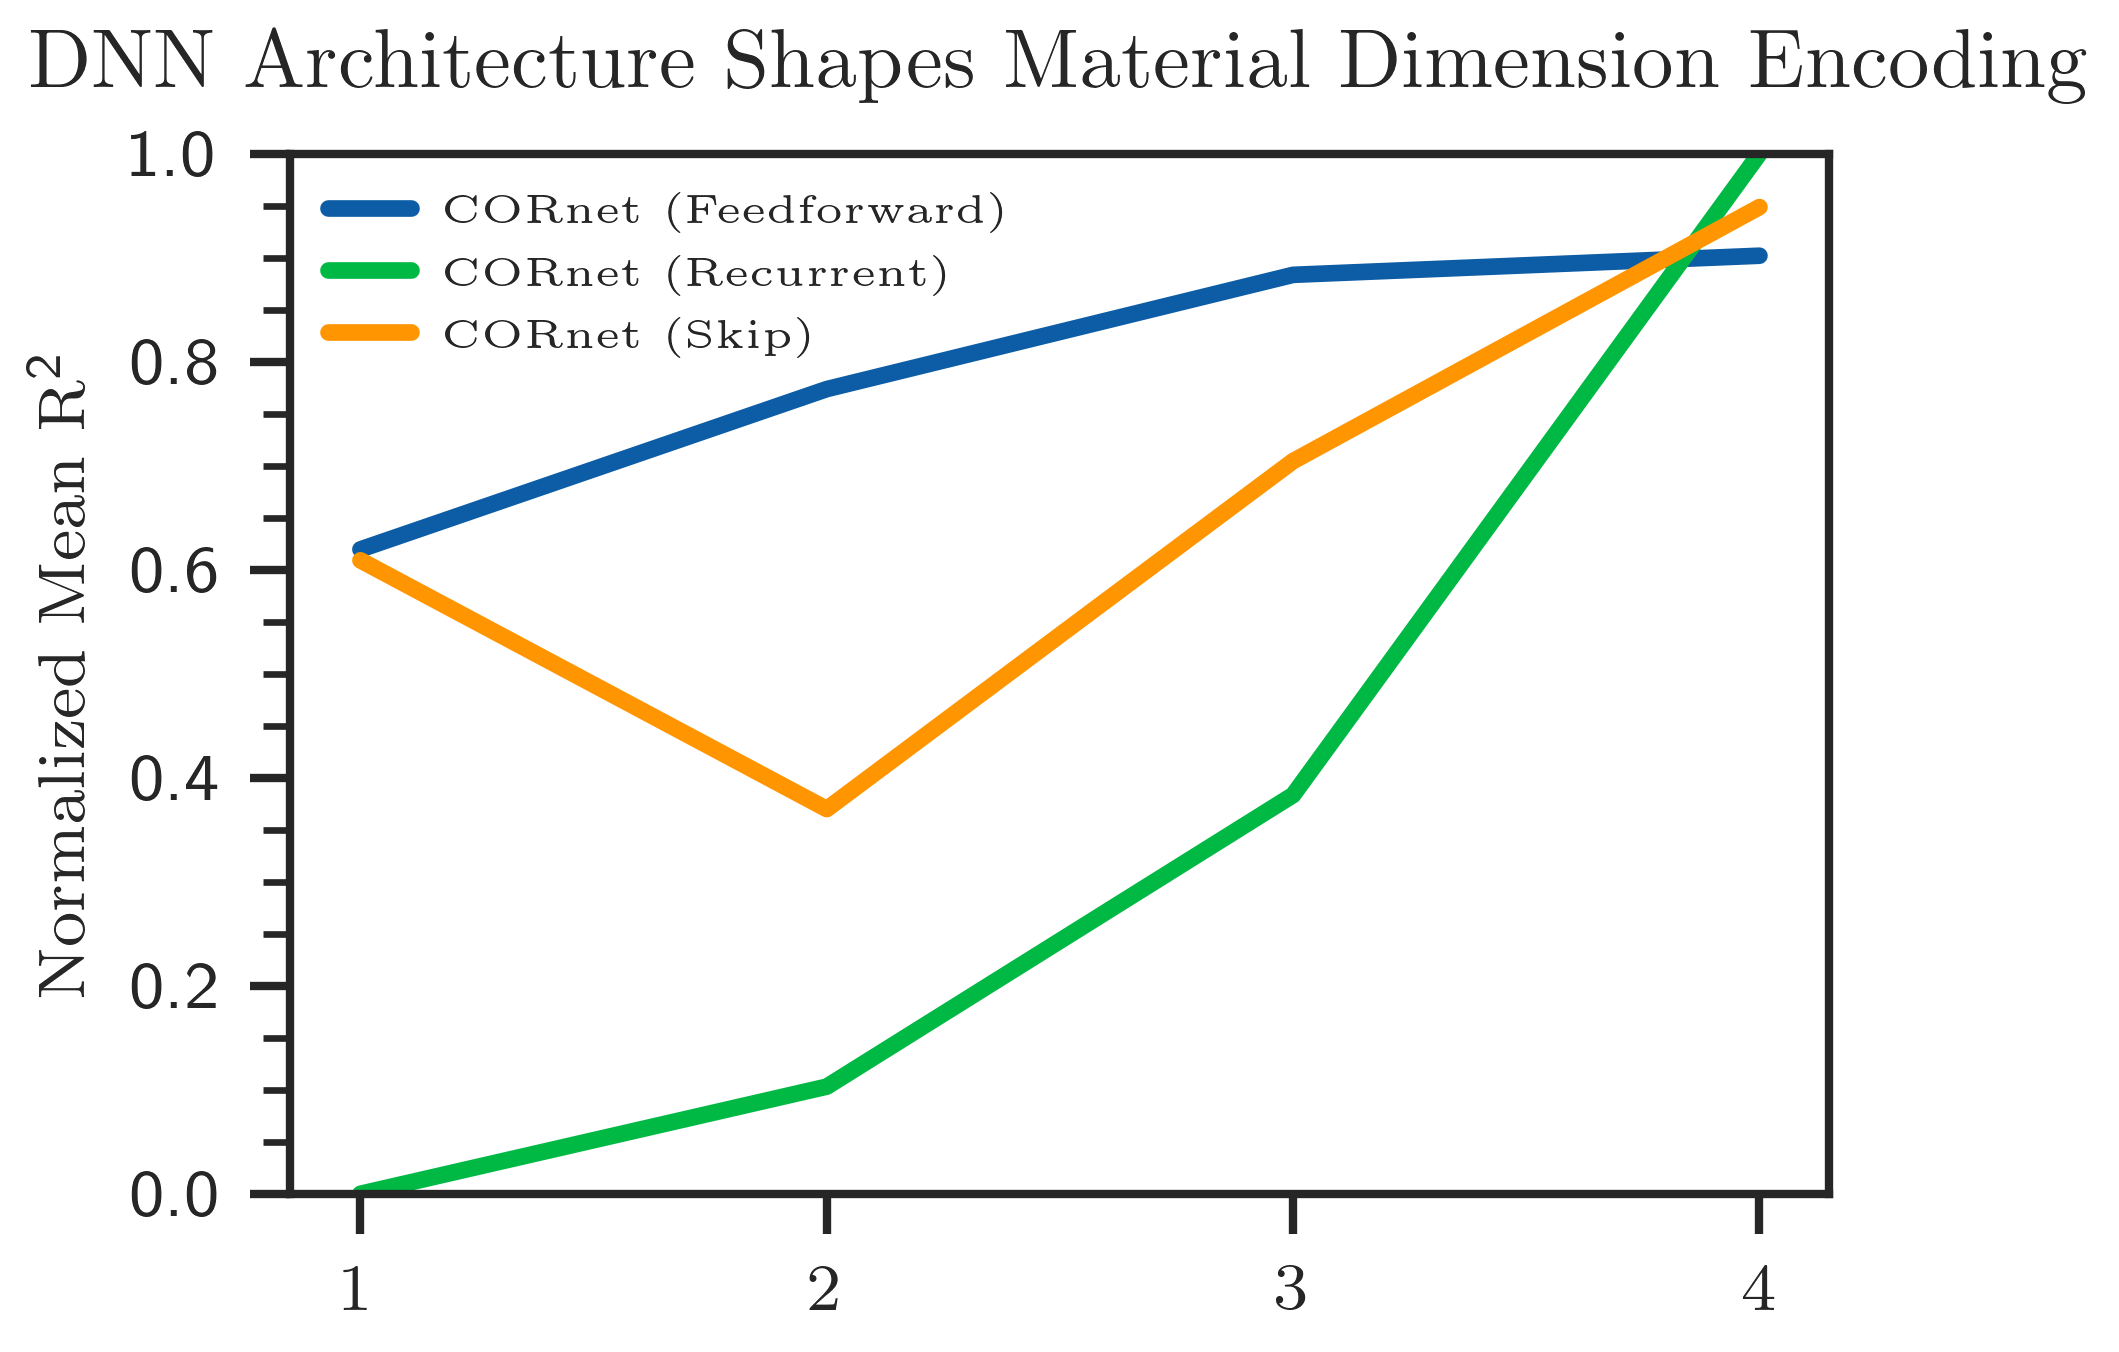 DNN Architecture Shapes Material Dimension Encoding
Normalized Mean R²
1.0
0.8
0.6
0.4
0.2
0.0
CORnet (Feedforward)
CORnet (Recurrent)
CORnet (Skip)
1 2 3 4